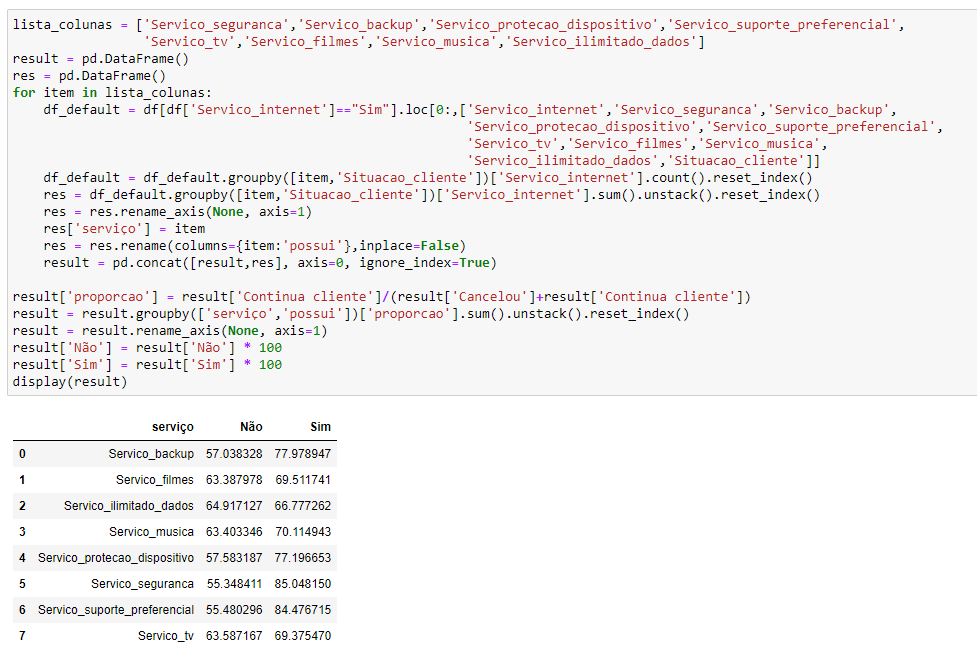 lista_colunas = ['Servico_seguranca','Servico_backup','Servico_protecao_dispositivo','Servico_suporte_preferencial',
                 'Servico_tv','Servico_filmes','Servico_musica','Servico_ilimitado_dados']
result = pd.DataFrame()
res = pd.DataFrame()
for item in lista_colunas:
    df_default = df[df['Servico_internet']=="Sim"].loc[0:,['Servico_internet','Servico_seguranca','Servico_backup',
                                                           'Servico_protecao_dispositivo','Servico_suporte_preferencial',
                                                           'Servico_tv','Servico_filmes','Servico_musica',
                                                           'Servico_ilimitado_dados','Situacao_cliente']]
    df_default = df_default.groupby([item,'Situacao_cliente'])['Servico_internet'].count().reset_index()
    res = df_default.groupby([item,'Situacao_cliente'])['Servico_internet'].sum().unstack().reset_index()
    res = res.rename_axis(None, axis=1)
    res['serviço'] = item
    res = res.rename(columns={item:'possui'},inplace=False)
    result = pd.concat([result,res], axis=0, ignore_index=True)

result['proporcao'] = result['Continua cliente']/(result['Cancelou']+result['Continua cliente'])
result = result.groupby(['serviço','possui'])['proporcao'].sum().unstack().reset_index()
result = result.rename_axis(None, axis=1)
result['Não'] = result['Não'] * 100
result['Sim'] = result['Sim'] * 100
display(result)
serviço Não Sim
0 Servico_backup 57.038328 77.978947
1 Servico_filmes 63.387978 69.511741
2 Servico_ilimitado_dados 64.917127 66.777262
3 Servico_musica 63.403346 70.114943
4 Servico_protecao_dispositivo 57.583187 77.196653
5 Servico_seguranca 55.348411 85.048150
6 Servico_suporte_preferencial 55.480296 84.476715
7 Servico_tv 63.587167 69.375470